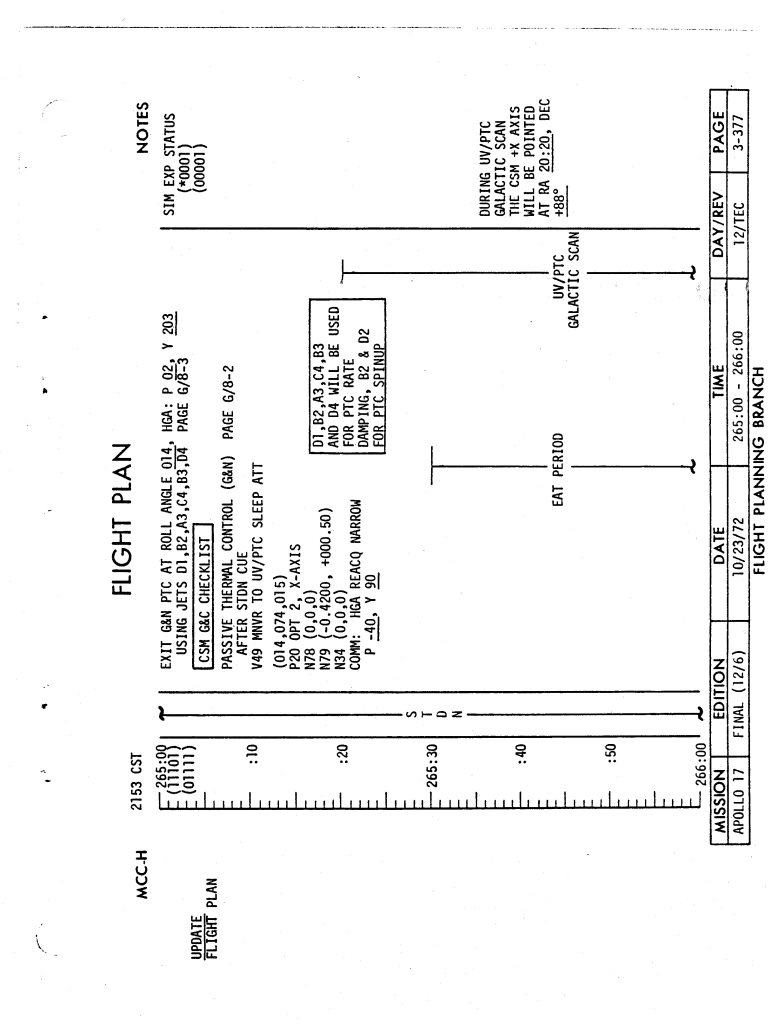 FLIGHT PLAN
MCC-H
2153 CST
NOTES
UPDATE
FLIGHT PLAN
265:00
(11101)
(01111)
:10
:20
265:30
:40
:50
266:00
S T D N
EXIT G&N PTC AT ROLL ANGLE 014, HGA: P 02, Y 203
USING JETS D1,B2,A3,C4,B3,D4 PAGE G/8-3
CSM G&C CHECKLIST
PASSIVE THERMAL CONTROL (G&N) PAGE G/8-2
AFTER STDN CUE
V49 MNVR TO UV/PTC SLEEP ATT
(014,074,015)
P20 OPT 2, X-AXIS
N78 (0,0,0)
N79 (-0.4200, +000.50)
N34 (0,0,0)
COMM: HGA REACQ NARROW
P -40, Y 90
D1,B2,A3,C4,B3
AND D4 WILL BE USED
FOR PTC RATE
DAMPING, B2 & D2
FOR PTC SPINUP
EAT PERIOD
UV/PTC
GALACTIC SCAN
SIM EXP STATUS
(*0001)
(00001)
DURING UV/PTC
GALACTIC SCAN
THE CSM +X AXIS
WILL BE POINTED
AT RA 20:20, DEC
+88°
MISSION EDITION DATE TIME DAY/REV PAGE
APOLLO 17 FINAL (12/6) 10/23/72 265:00 - 266:00 12/TEC 3-377
FLIGHT PLANNING BRANCH